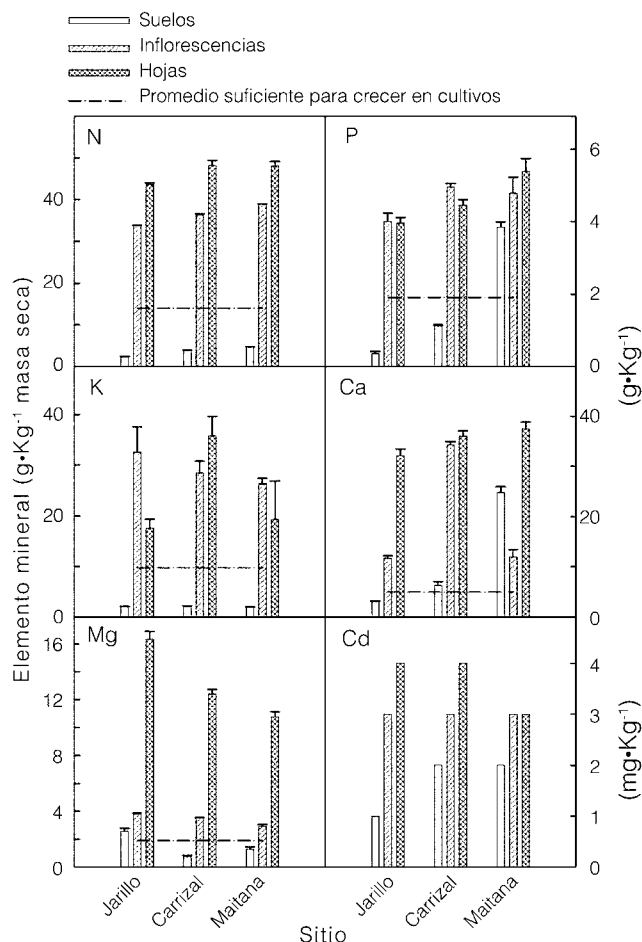 Suelos
Inflorescencias
Hojas
Promedio suficiente para crecer en cultivos
N
P
40
20
0
6
4
2
0
K
Ca
40
20
0
40
20
0
Mg
Cd
16
12
8
4
0
4
3
2
1
0
Elemento mineral (g•Kg⁻¹ masa seca)
(g•Kg⁻¹)
(mg•Kg⁻¹)
Jarillo
Carrizal
Maitana
Jarillo
Carrizal
Maitana
Sitio